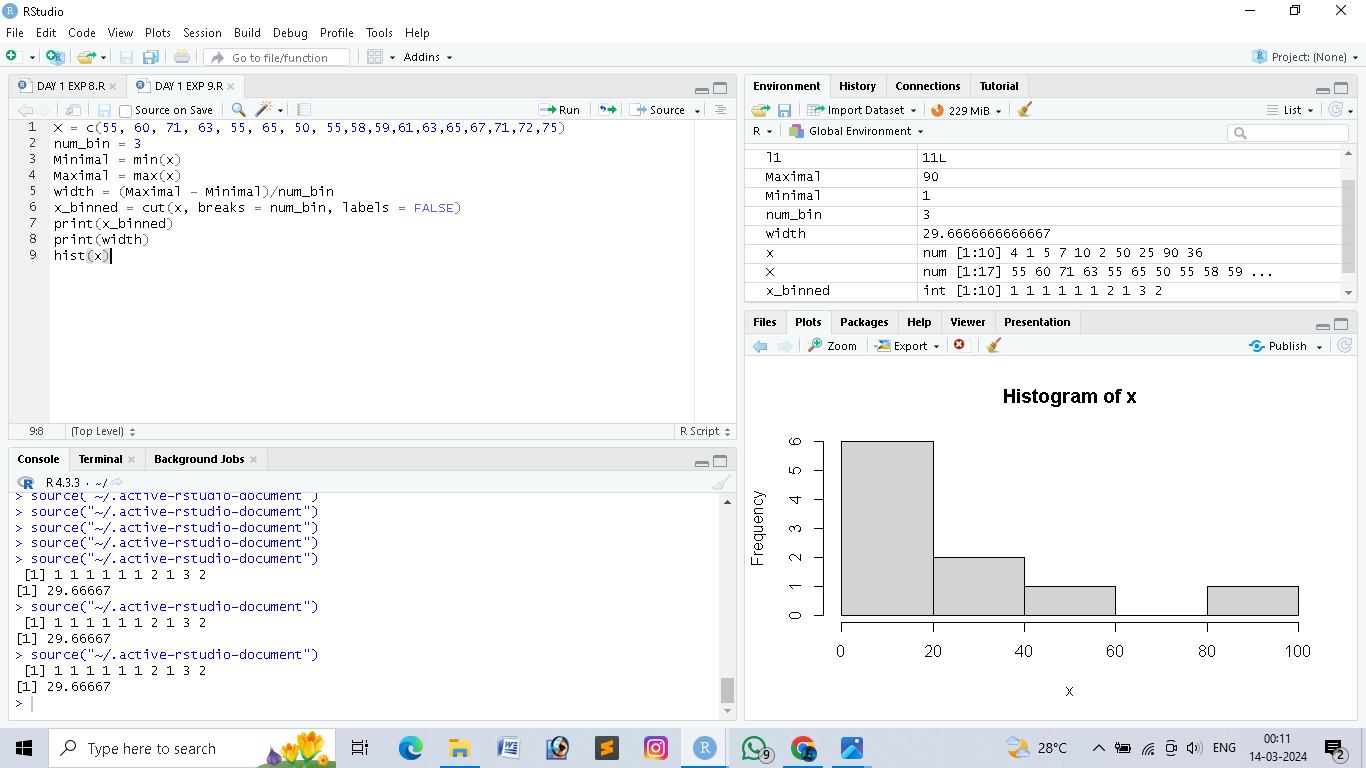 RStudio
File Edit Code View Plots Session Build Debug Profile Tools Help
Go to file/function Addins Project: (None)
DAY 1 EXP 8.R DAY 1 EXP 9.R
Source on Save Run Source
1 X = c(55, 60, 71, 63, 55, 65, 50, 55,58,59,61,63,65,67,71,72,75)
2 num_bin = 3
3 Minimal = min(x)
4 Maximal = max(x)
5 width = (Maximal - Minimal)/num_bin
6 x_binned = cut(x, breaks = num_bin, labels = FALSE)
7 print(x_binned)
8 print(width)
9 hist(x)
9:8 (Top Level) R Script
Console Terminal Background Jobs
R 4.3.3 · ~/
> source("~/.active-rstudio-document")
> source("~/.active-rstudio-document")
> source("~/.active-rstudio-document")
> source("~/.active-rstudio-document")
> source("~/.active-rstudio-document")
[1] 1 1 1 1 1 1 2 1 3 2
[1] 29.66667
> source("~/.active-rstudio-document")
[1] 1 1 1 1 1 1 2 1 3 2
[1] 29.66667
> source("~/.active-rstudio-document")
[1] 1 1 1 1 1 1 2 1 3 2
[1] 29.66667
>
Environment History Connections Tutorial
Import Dataset 229 MiB List
R Global Environment
l1 11L
Maximal 90
Minimal 1
num_bin 3
width 29.6666666666667
x num [1:10] 4 1 5 7 10 2 50 25 90 36
X num [1:17] 55 60 71 63 55 65 50 55 58 59 ...
x_binned int [1:10] 1 1 1 1 1 1 2 1 3 2
Files Plots Packages Help Viewer Presentation
Zoom Export Publish
Histogram of x
Frequency
0 1 2 3 4 5 6
0 20 40 60 80 100
x
Type here to search
9
28°C ENG 00:11
14-03-2024
2